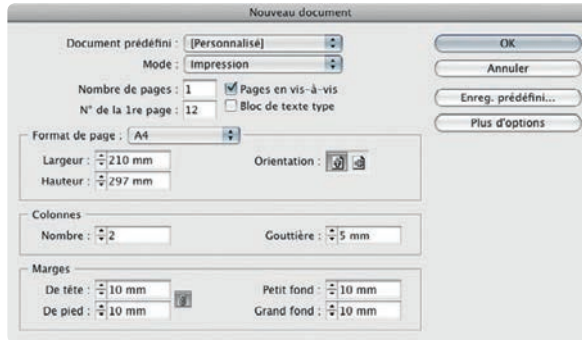 Nouveau document
Document prédéfini : [Personnalisé]
Mode : Impression
Nombre de pages : 1
Pages en vis-à-vis
N° de la 1re page : 12
Bloc de texte type
Format de page : A4
Largeur : 210 mm
Orientation :
Hauteur : 297 mm
Colonnes
Nombre : 2
Gouttière : 5 mm
Marges
De tête : 10 mm
Petit fond : 10 mm
De pied : 10 mm
Grand fond : 10 mm
OK
Annuler
Enreg. prédéfini...
Plus d'options